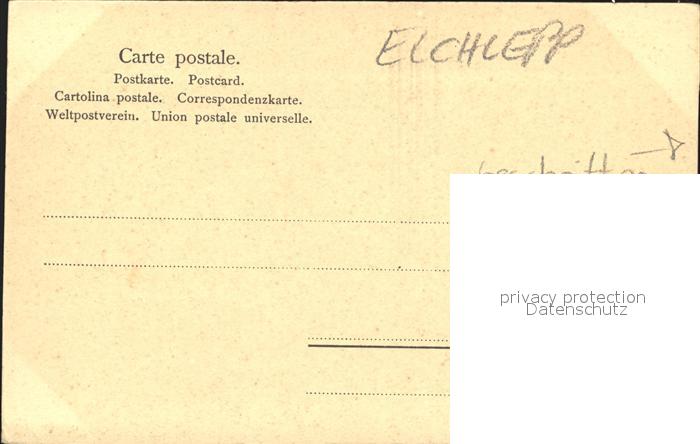 Carte postale.
Postkarte. Postcard.
Cartolina postale. Correspondenzkarte.
Weltpostverein. Union postale universelle.
ELCHLEPP
privacy protection
Datenschutz